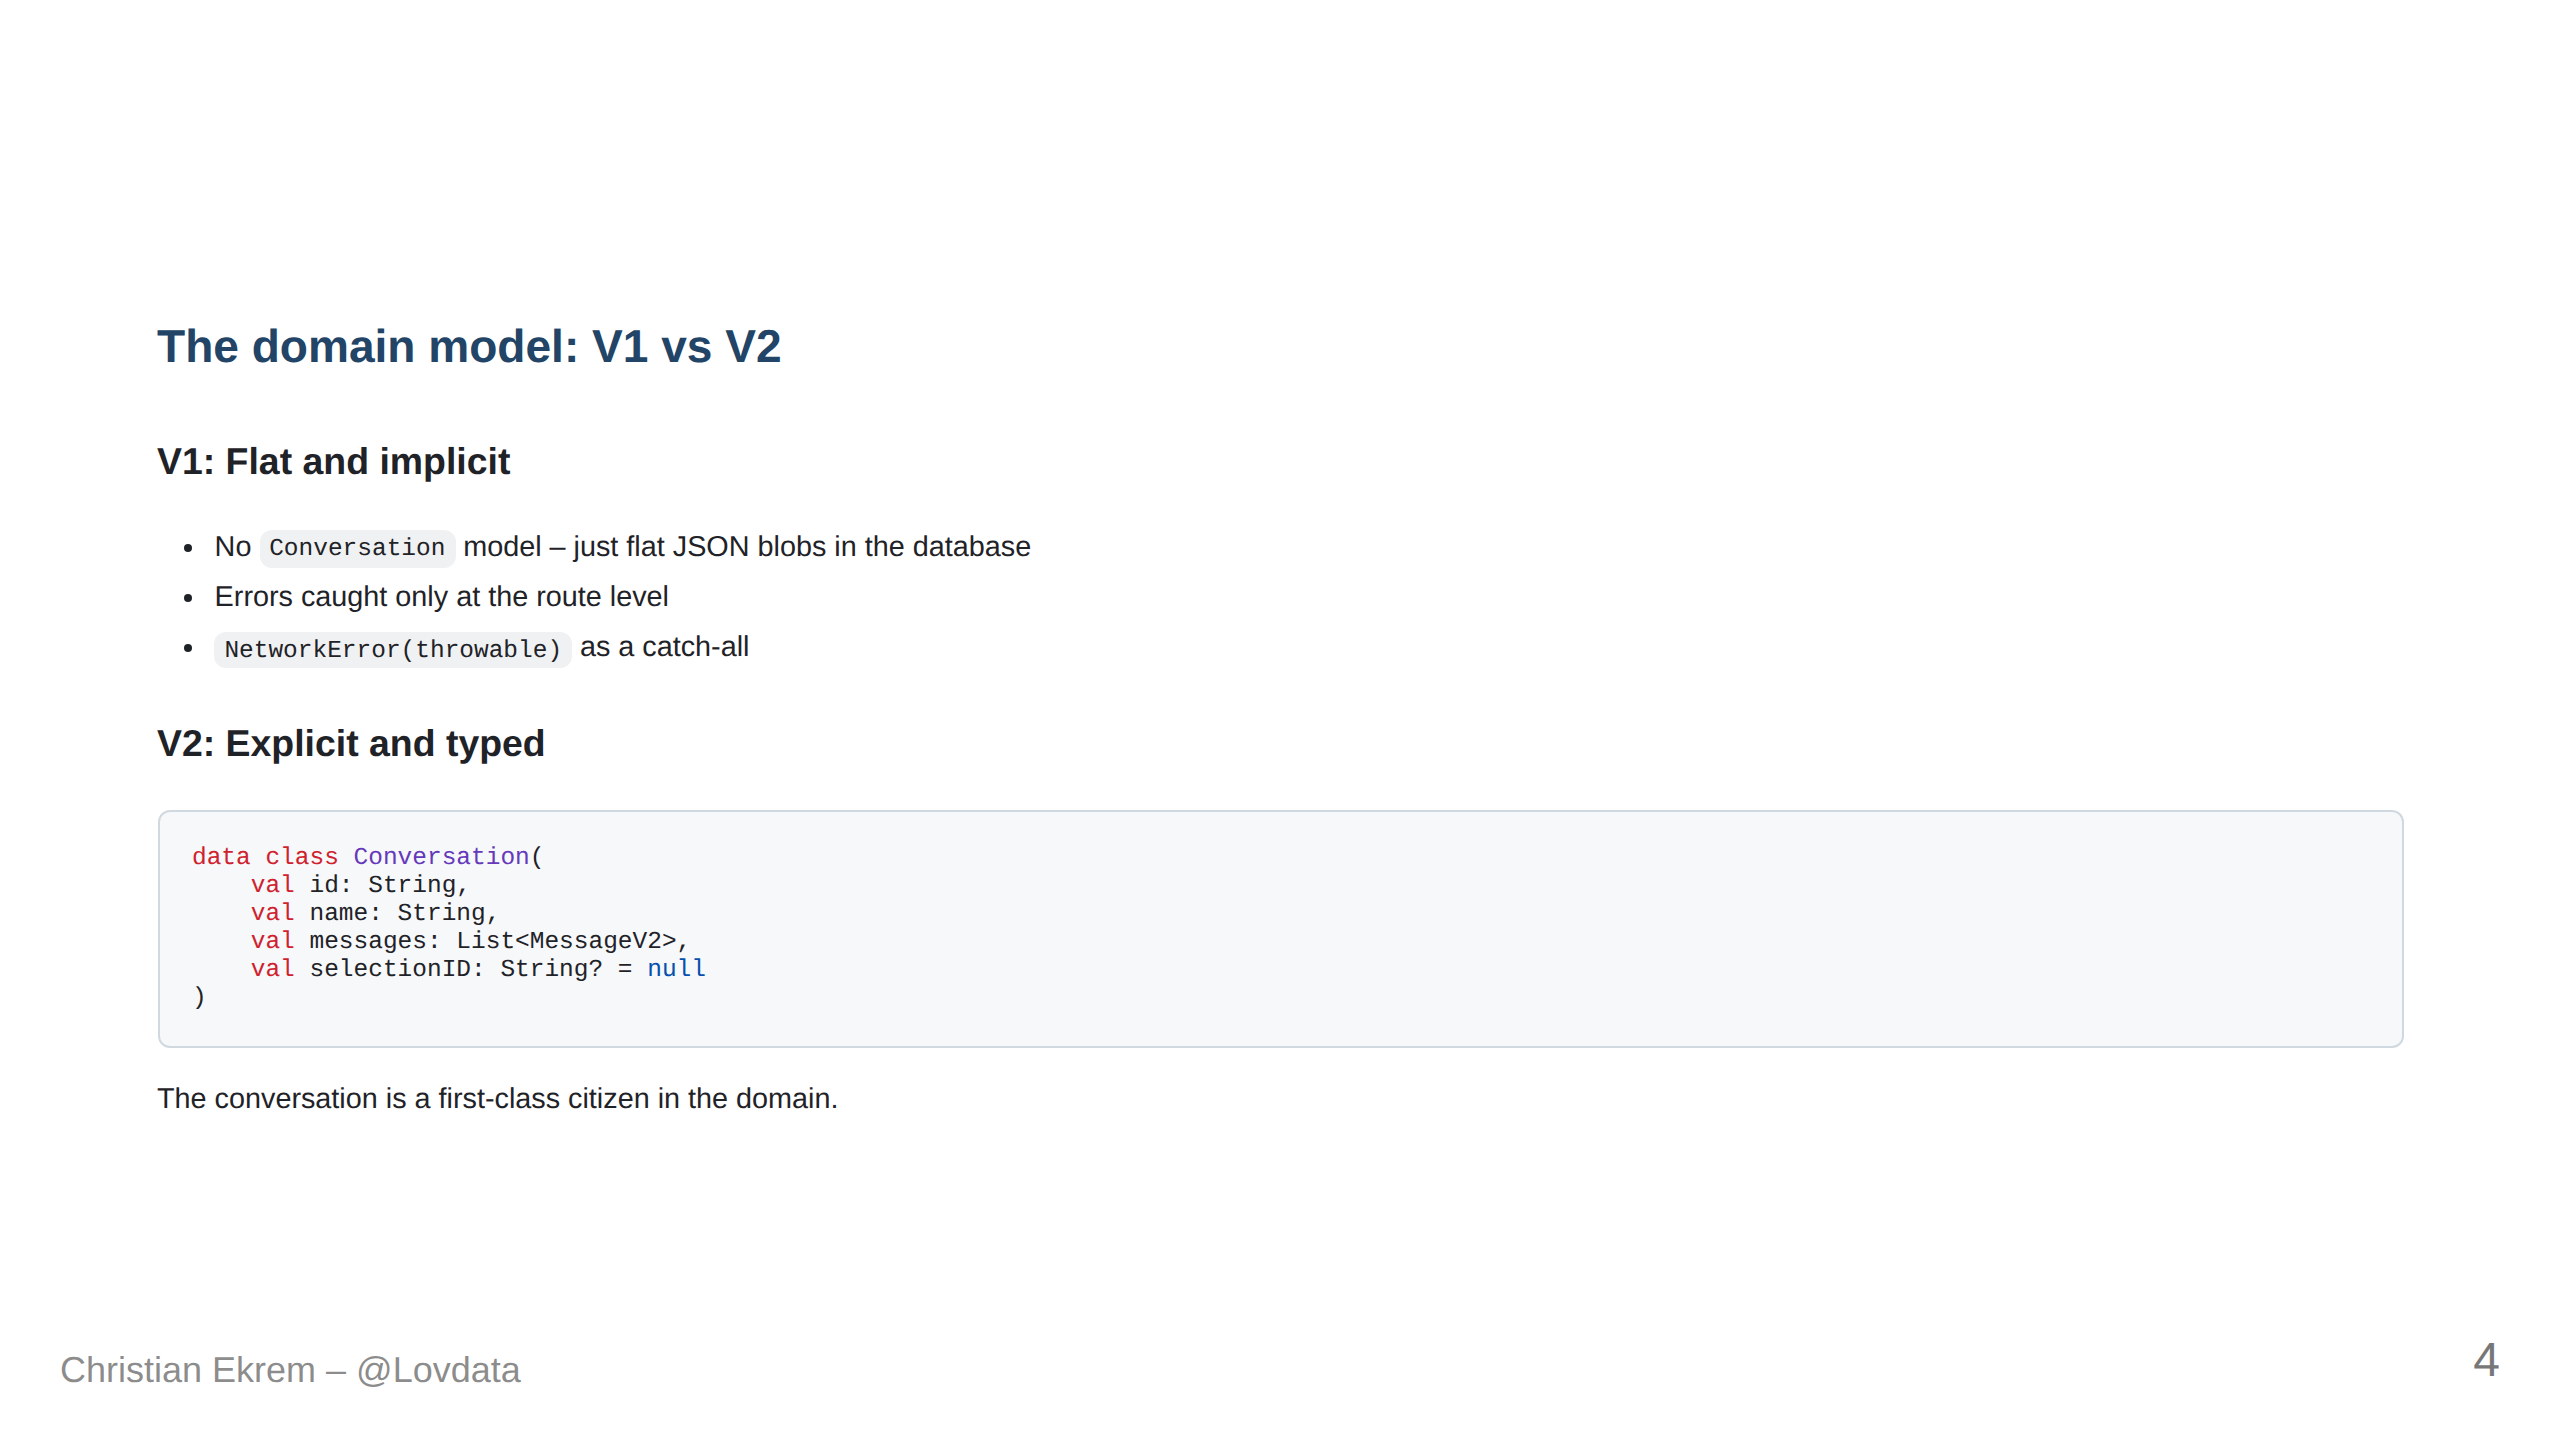 The domain model: V1 vs V2
V1: Flat and implicit
• No Conversation model – just flat JSON blobs in the database
• Errors caught only at the route level
• NetworkError(throwable) as a catch-all
V2: Explicit and typed
data class Conversation(
    val id: String,
    val name: String,
    val messages: List<MessageV2>,
    val selectionID: String? = null
)
The conversation is a first-class citizen in the domain.
Christian Ekrem – @Lovdata
4